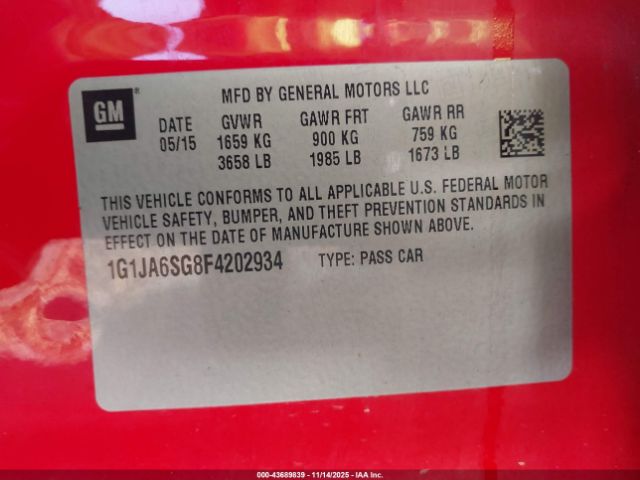 GM®
MFD BY GENERAL MOTORS LLC
DATE GVWR GAWR FRT GAWR RR
05/15 1659 KG 900 KG 759 KG
3658 LB 1985 LB 1673 LB
THIS VEHICLE CONFORMS TO ALL APPLICABLE U.S. FEDERAL MOTOR
VEHICLE SAFETY, BUMPER, AND THEFT PREVENTION STANDARDS IN
EFFECT ON THE DATE OF MANUFACTURE SHOWN ABOVE.
1G1JA6SG8F4202934 TYPE: PASS CAR
000-43689839 - 11/14/2025 - IAA Inc.